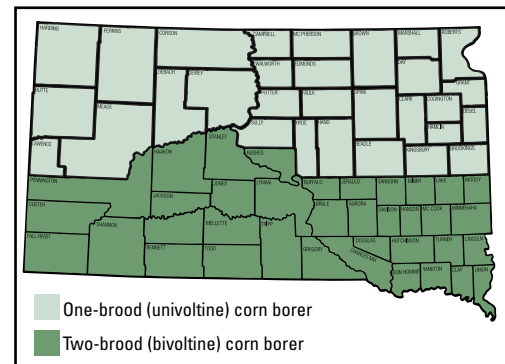 HARDING PERKINS CORSON CAMPBELL MC PHERSON BROWN MARSHALL ROBERTS
WALWORTH EDMUNDS DAY
BUTTE DEWEY POTTER FAULK SPINK GRANT
MEADE CLARK CODINGTON
DEUEL
HAMLIN
SULLY HYDE HAND
LAWRENCE STANLEY HUGHES BEADLE KINGSBURY BROOKINGS
HAAKON
PENNINGTON JACKSON JONES LYMAN BUFFALO JERAULD SANBORN MINER LAKE MOODY
CUSTER BRULE AURORA DAVISON HANSON MC COOK MINNEHAHA
SHANNON MELLETTE TRIPP
FALL RIVER BENNETT TODD GREGORY DOUGLAS HUTCHINSON TURNER LINCOLN
CHARLES MIX
BON HOMME YANKTON CLAY UNION
One-brood (univoltine) corn borer
Two-brood (bivoltine) corn borer